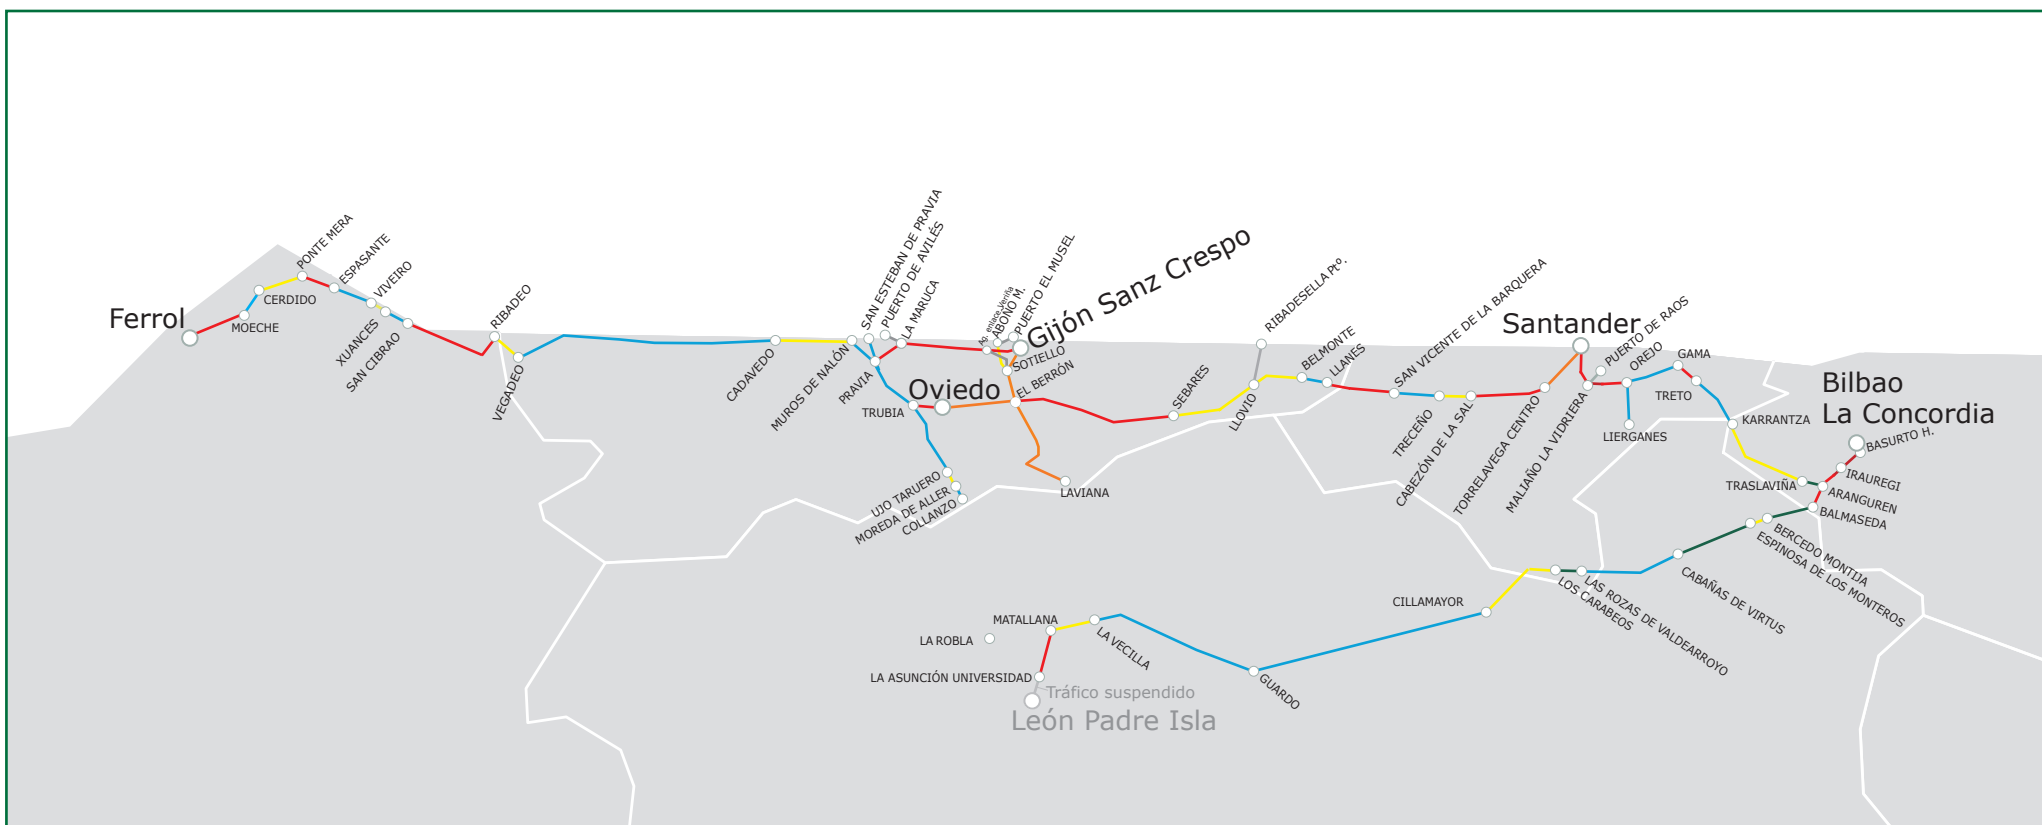 Ferrol
MOECHE
CERDIDO
PONTE MERA
ESPASANTE
VIVEIRO
XUANCES
SAN CIBRAO
RIBADEO
VEGADEO
CADAVEDO
MUROS DE NALÓN
SAN ESTEBAN DE PRAVIA
PUERTO DE AVILÉS
LA MARUCA
PRAVIA
TRUBIA
Oviedo
UJO TARUERO
MOREDA DE ALLER
COLLANZO
Ag. enlace Veriña
ABOÑO M.
PUERTO EL MUSEL
Gijón Sanz Crespo
SOTIELLO
EL BERRÓN
LAVIANA
SEBARES
LLOVIO
RIBADESELLA Ptº.
BELMONTE
LLANES
SAN VICENTE DE LA BARQUERA
TRECEÑO
CABEZÓN DE LA SAL
TORRELAVEGA CENTRO
Santander
MALIAÑO LA VIDRIERA
PUERTO DE RAOS
OREJO
LIERGANES
GAMA
TRETO
KARRANTZA
TRASLAVIÑA
Bilbao
La Concordia
BASURTO H.
IRAUREGI
ARANGUREN
BALMASEDA
BERCEDO MONTIJA
ESPINOSA DE LOS MONTEROS
CABAÑAS DE VIRTUS
LAS ROZAS DE VALDEARROYO
LOS CARABEOS
CILLAMAYOR
GUARDO
LA VECILLA
MATALLANA
LA ROBLA
LA ASUNCIÓN UNIVERSIDAD
Tráfico suspendido
León Padre Isla